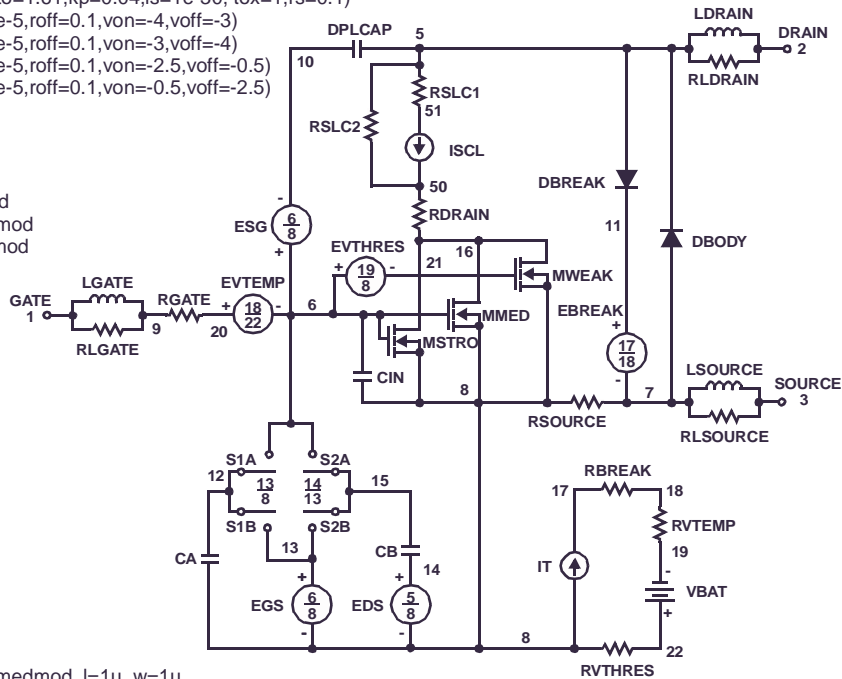 e-5,roff=0.1,von=-4,voff=-3)
e-5,roff=0.1,von=-3,voff=-4)
e-5,roff=0.1,von=-2.5,voff=-0.5)
e-5,roff=0.1,von=-0.5,voff=-2.5)
d
mod
mod
LDRAIN
DPLCAP
5
DRAIN
2
10
RLDRAIN
RSLC1
51
RSLC2
ISCL
50
DBREAK
RDRAIN
-
ESG
6
8
+
11
DBODY
EVTHRES
16
21
+
19
8
-
MWEAK
LGATE
EVTEMP
GATE
1
RGATE
+
18
22
-
6
EBREAK
+
MMED
9
20
RLGATE
MSTRO
17
18
-
LSOURCE
CIN
8
7
SOURCE
3
RSOURCE
RLSOURCE
S1A
S2A
12
13
8
14
13
15
RBREAK
17
18
S1B
S2B
13
RVTEMP
CA
CB
19
14
IT
-
VBAT
+
+
EGS
6
8
-
+
EDS
5
8
-
8
22
RVTHRES